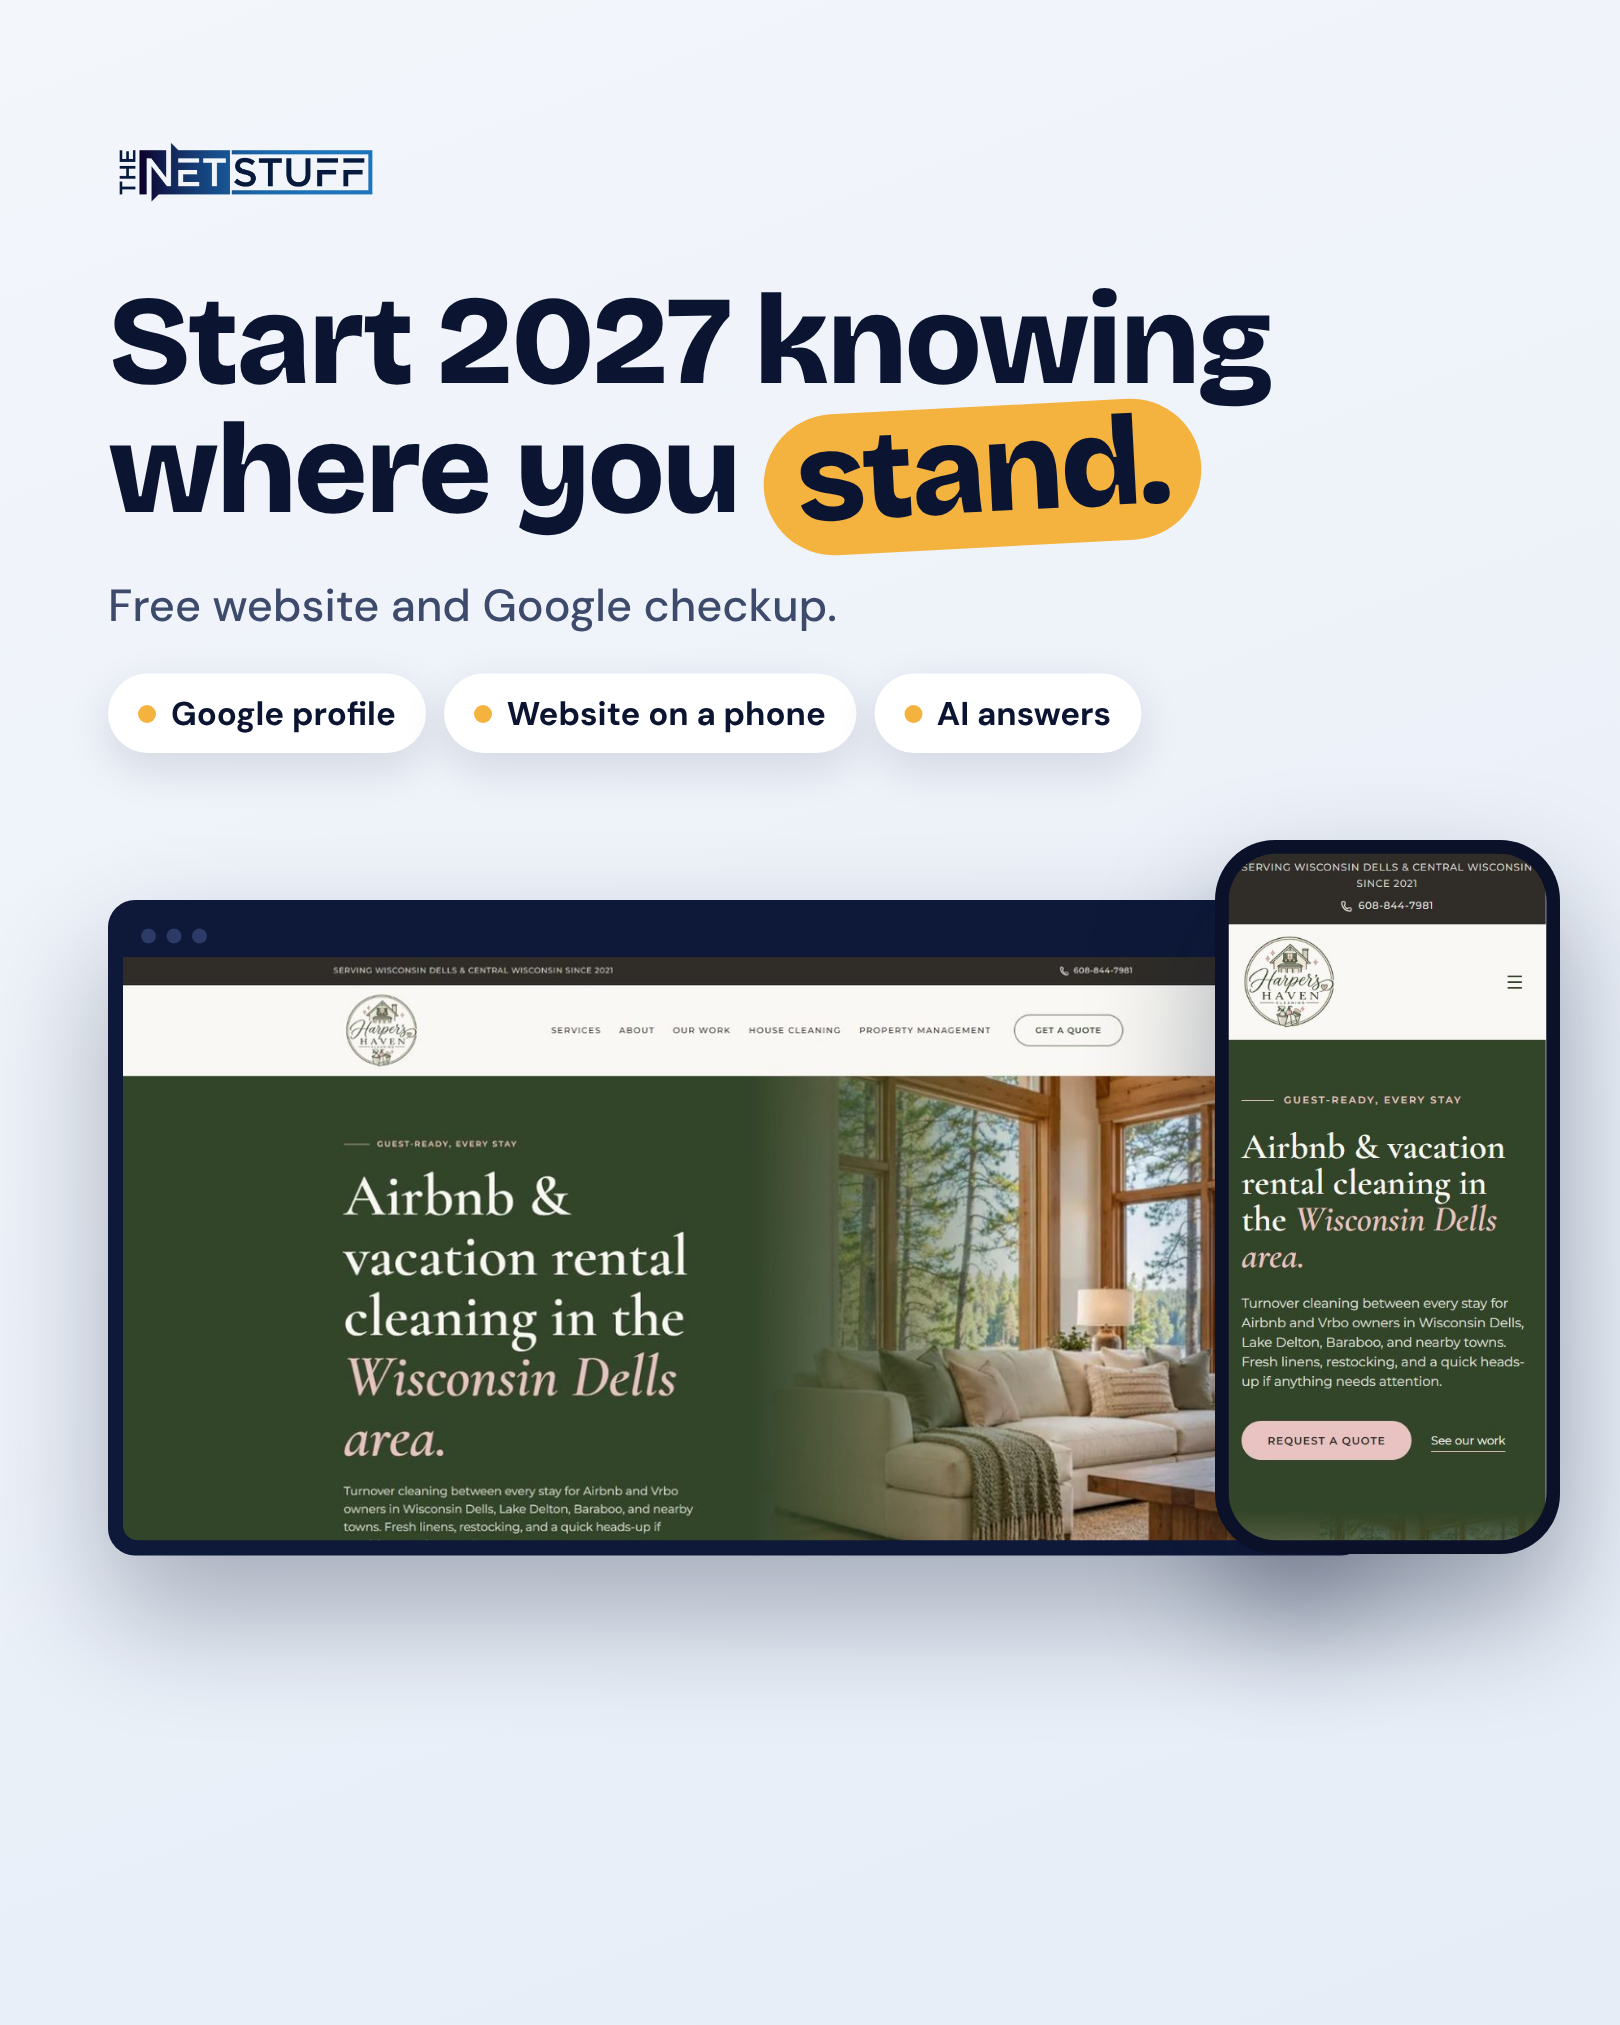 THE NETSTUFF
Start 2027 knowing
where you stand.
Free website and Google checkup.
Google profile
Website on a phone
AI answers
SERVING WISCONSIN DELLS & CENTRAL WISCONSIN SINCE 2021
608-844-7981
Harper's
HAVEN
CLEANING
SERVICES
ABOUT
OUR WORK
HOUSE CLEANING
PROPERTY MANAGEMENT
GET A QUOTE
GUEST-READY, EVERY STAY
Airbnb &
vacation rental
cleaning in the
Wisconsin Dells
area.
Turnover cleaning between every stay for Airbnb and Vrbo
owners in Wisconsin Dells, Lake Delton, Baraboo, and nearby
towns. Fresh linens, restocking, and a quick heads-up if
SERVING WISCONSIN DELLS & CENTRAL WISCONSIN
SINCE 2021
608-844-7981
Harper's
HAVEN
CLEANING
GUEST-READY, EVERY STAY
Airbnb & vacation
rental cleaning in
the Wisconsin Dells
area.
Turnover cleaning between every stay for
Airbnb and Vrbo owners in Wisconsin Dells,
Lake Delton, Baraboo, and nearby towns.
Fresh linens, restocking, and a quick heads-
up if anything needs attention.
REQUEST A QUOTE
See our work